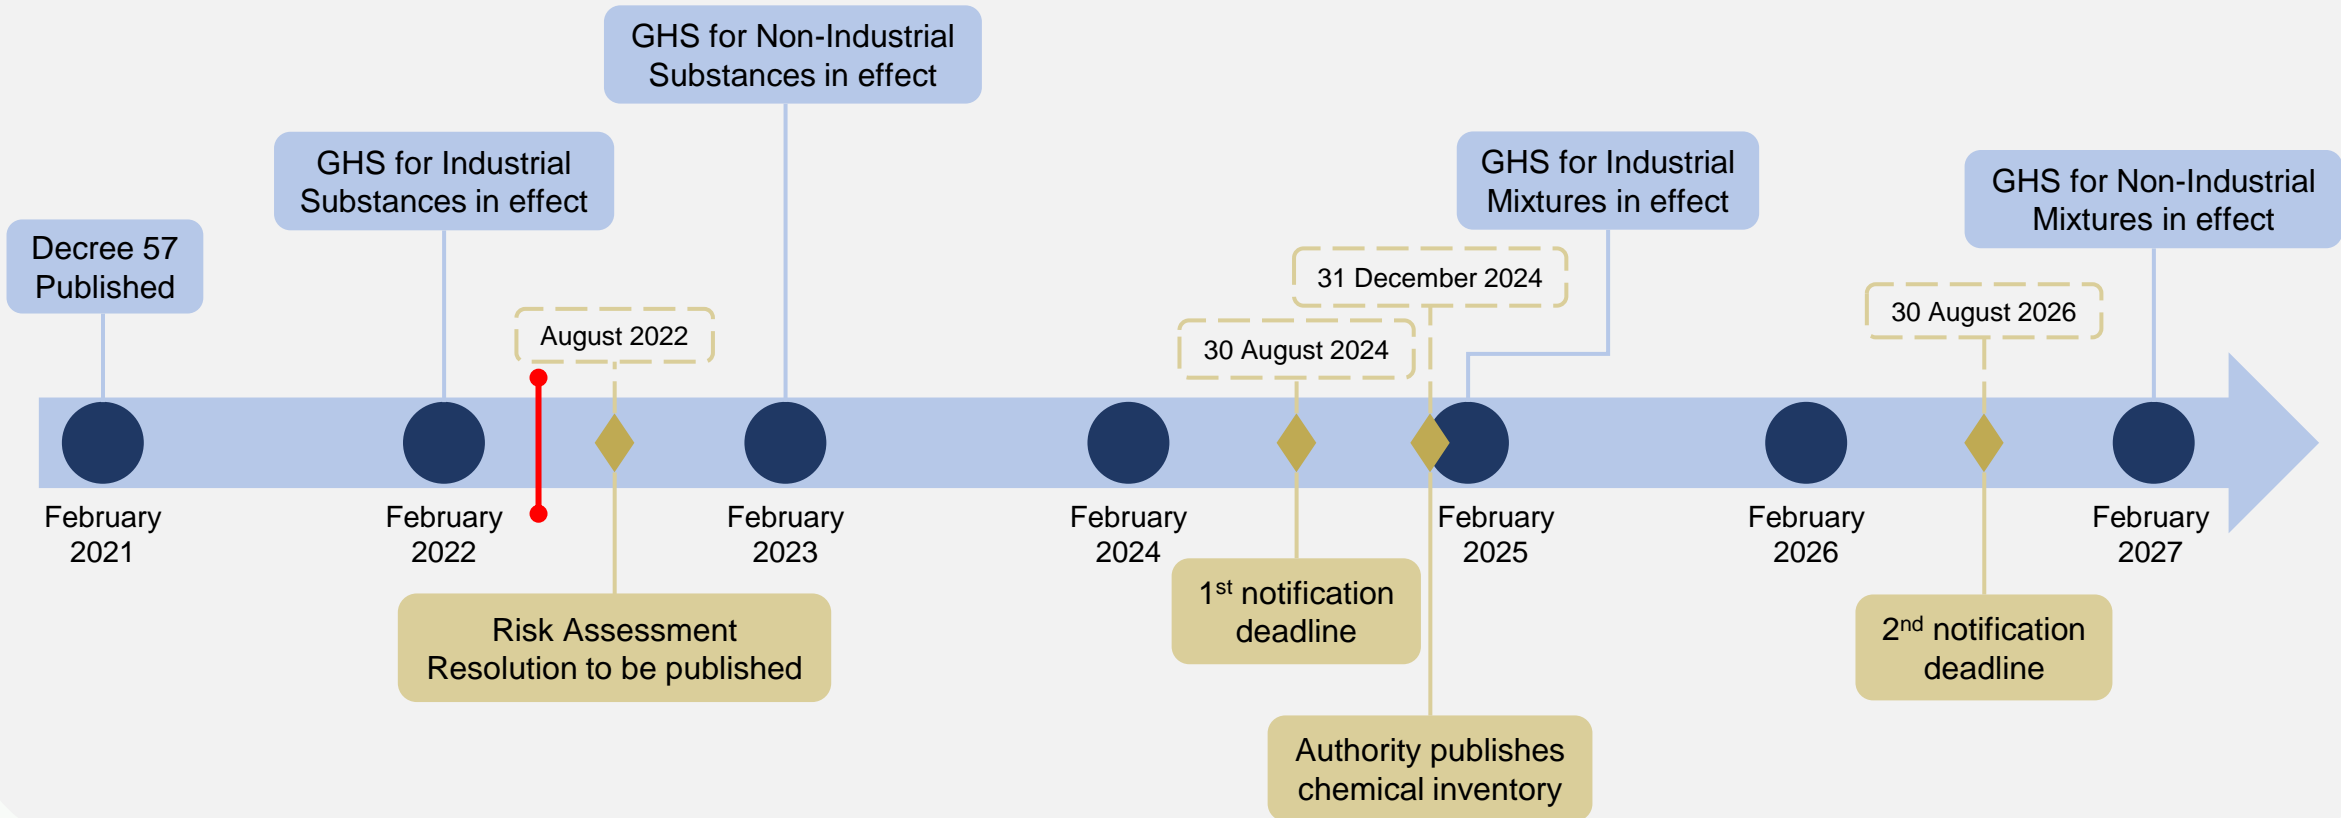 GHS for Non-Industrial
Substances in effect
GHS for Industrial
Substances in effect
GHS for Industrial
Mixtures in effect
GHS for Non-Industrial
Mixtures in effect
Decree 57
Published
31 December 2024
August 2022
30 August 2024
30 August 2026
February
2021
February
2022
February
2023
February
2024
February
2025
February
2026
February
2027
Risk Assessment
Resolution to be published
1st notification
deadline
2nd notification
deadline
Authority publishes
chemical inventory